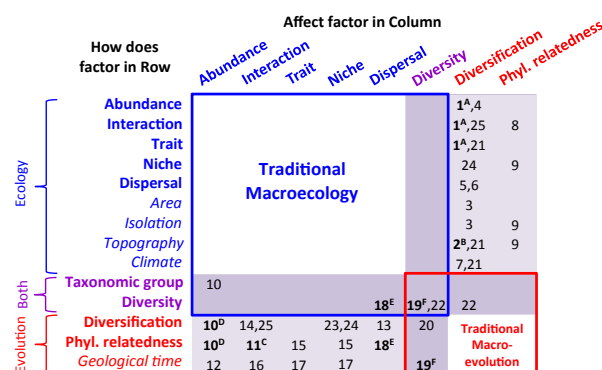 Affect factor in Column
How does
factor in Row
Abundance
Interaction
Trait
Niche
Dispersal
Diversity
Diversification
Phyl. relatedness
Ecology
Abundance 1A,4
Interaction 1A,25 8
Trait 1A,21
Niche 24 9
Dispersal 5,6
Area 3
Isolation 3 9
Topography 2B,21 9
Climate 7,21
Traditional
Macroecology
Both
Taxonomic group 10
Diversity 18E 19F,22 22
Evolution
Diversification 10D 14,25 23,24 13 20
Phyl. relatedness 10D 11C 15 15 18E
Geological time 12 16 17 17 19F
Traditional
Macro-
evolution